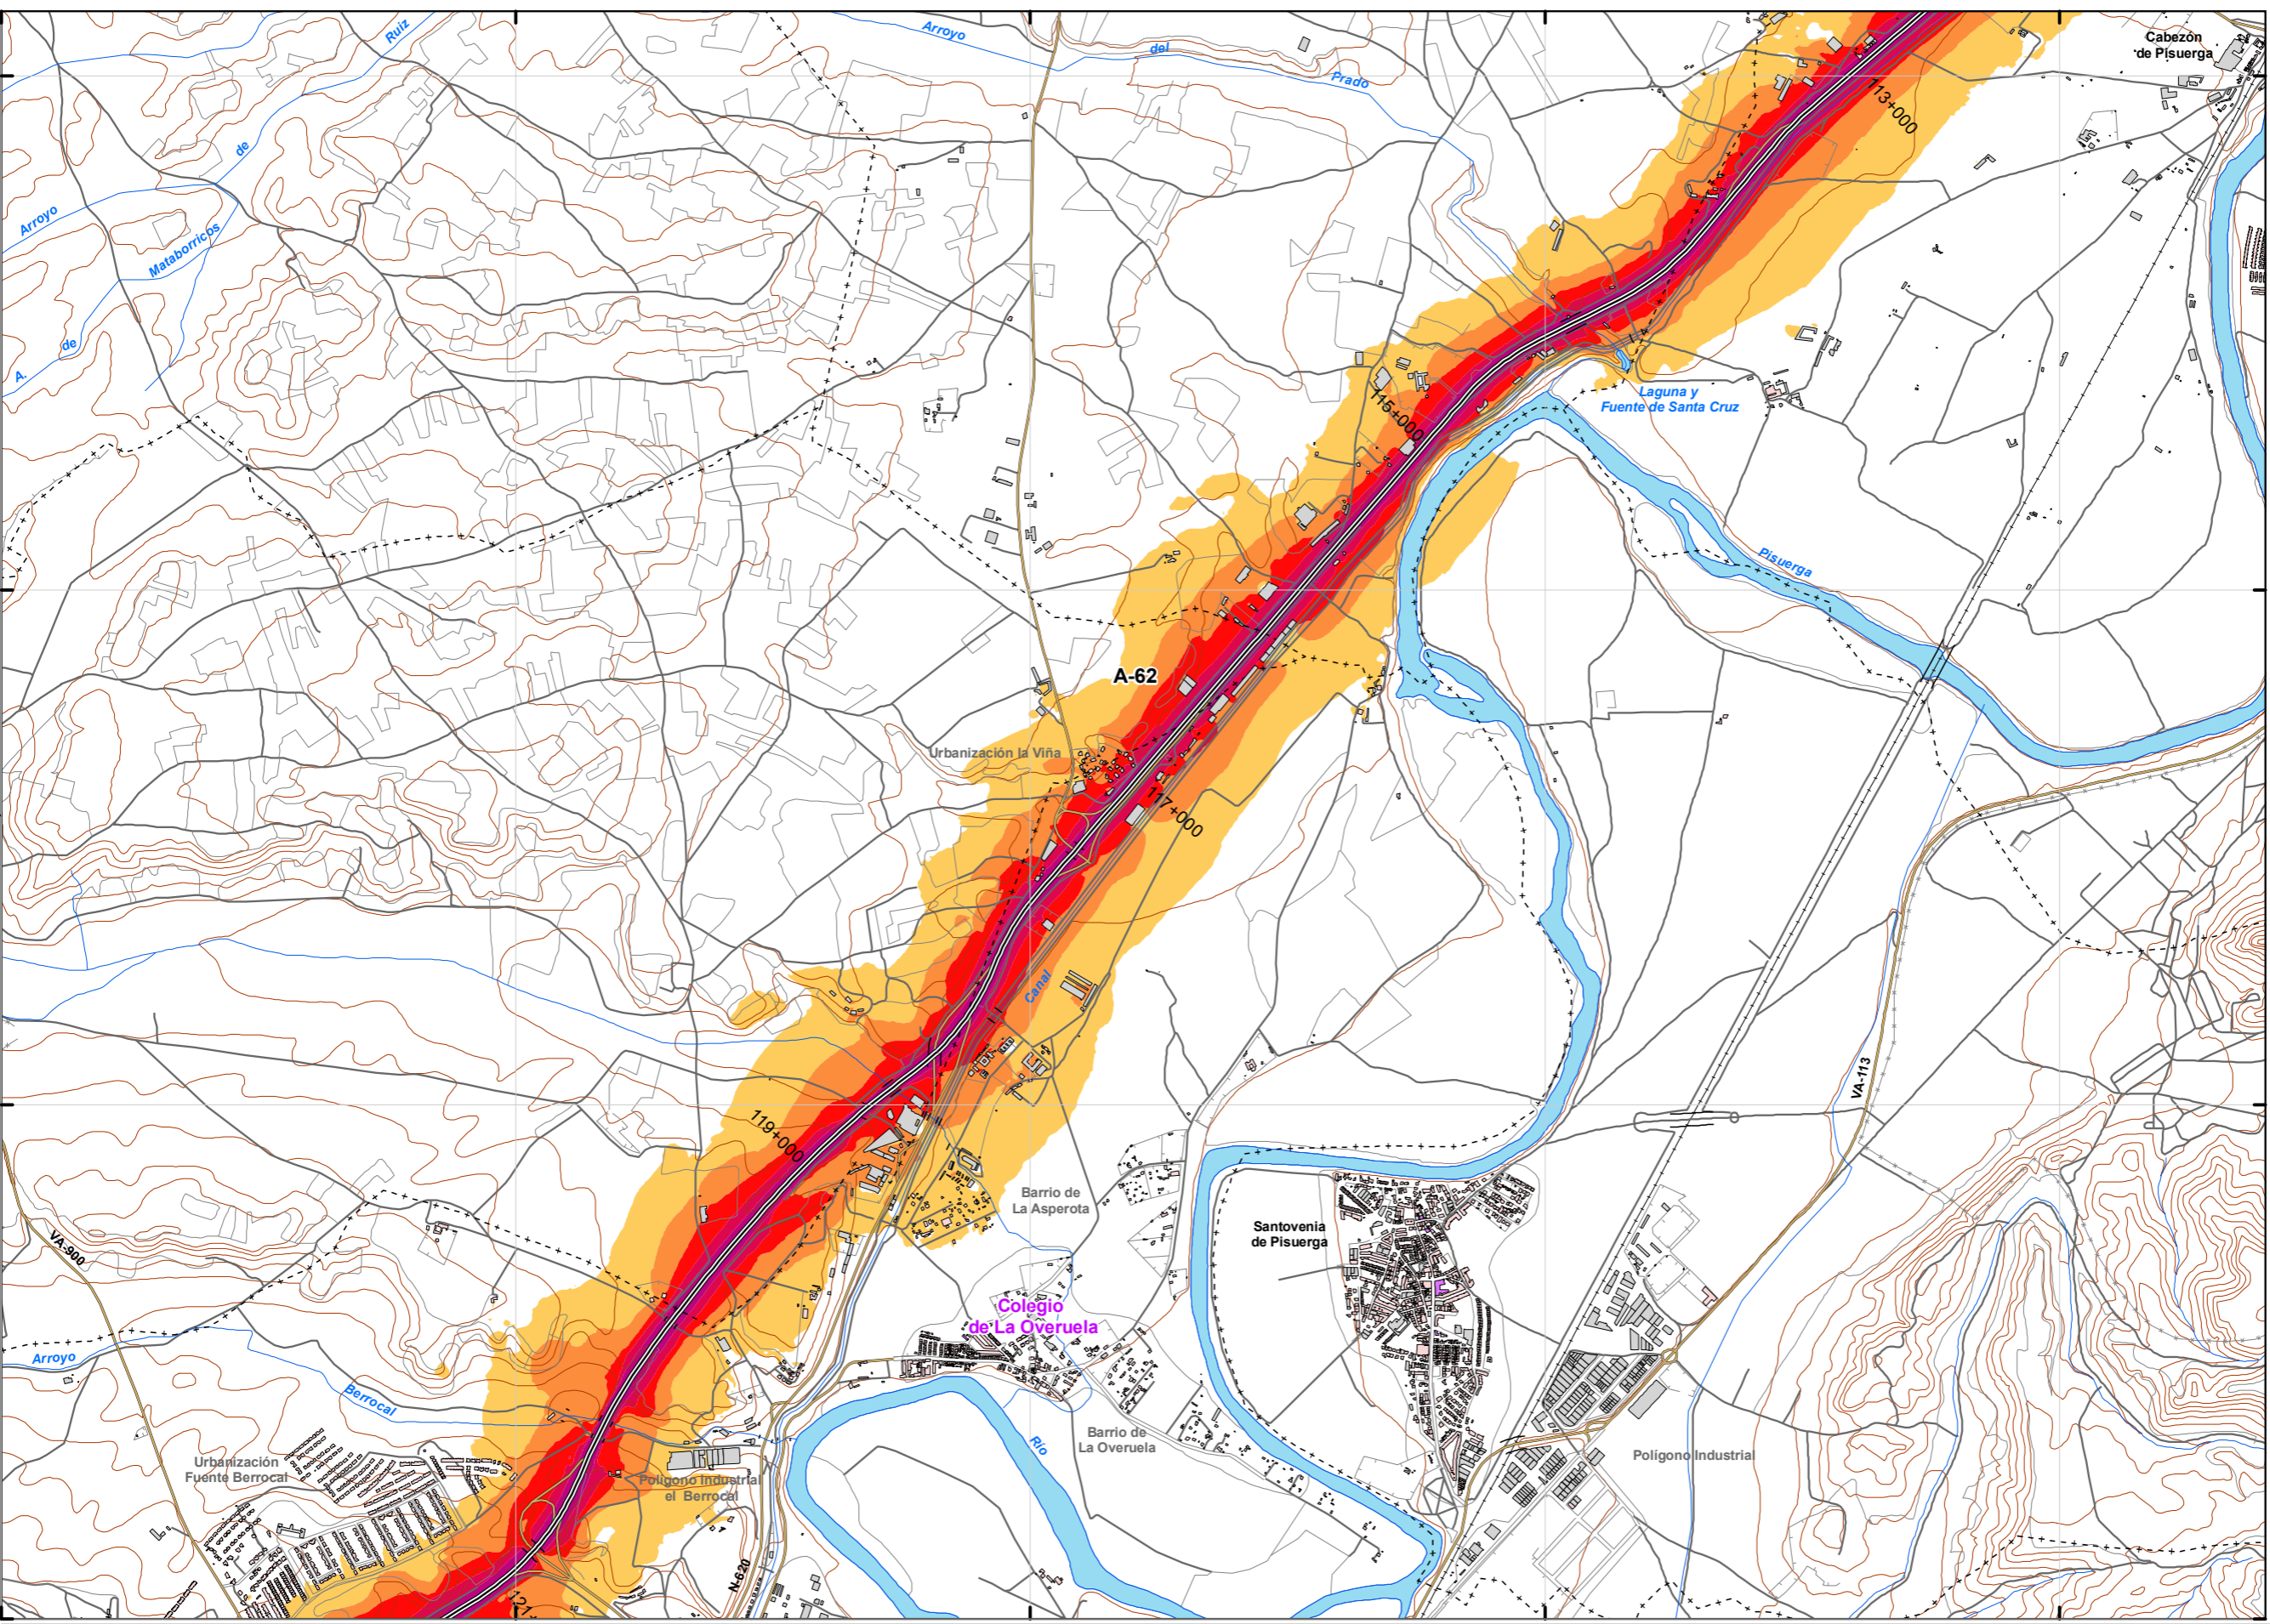 Ruiz
Arroyo
del
Prado
Cabezón
de Pisuerga
113+000
de
Arroyo
Mataborricos
de
A.
Laguna y
Fuente de Santa Cruz
115+000
Pisuerga
A-62
Urbanización la Viña
117+000
Canal
VA-113
119+000
Barrio de
La Asperota
Santovenia
de Pisuerga
VA-900
Colegio
de La Overuela
Arroyo
Berrocal
Barrio de
La Overuela
Río
Urbanización
Fuente Berrocal
Polígono Industrial
el Berrocal
Polígono Industrial
N-620
121+